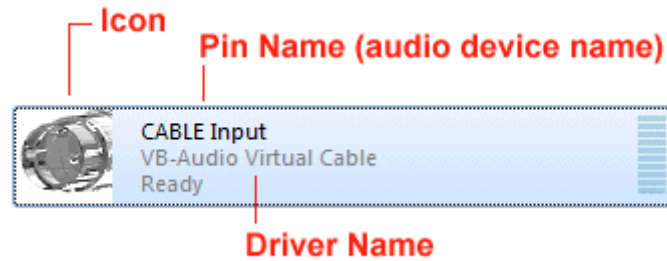 Icon
Pin Name (audio device name)
CABLE Input
VB-Audio Virtual Cable
Ready
Driver Name